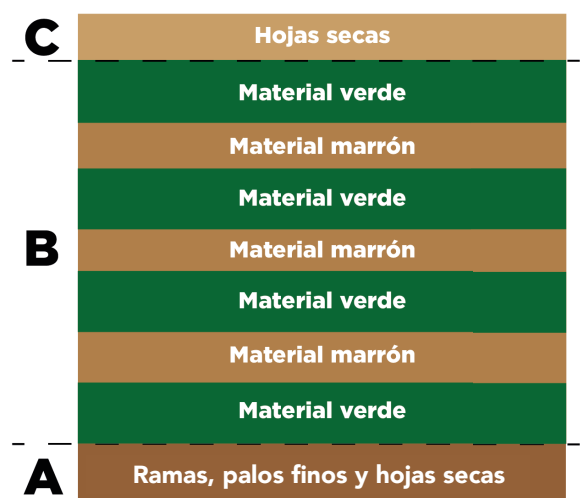 C
Hojas secas
Material verde
Material marrón
Material verde
B
Material marrón
Material verde
Material marrón
Material verde
A
Ramas, palos finos y hojas secas